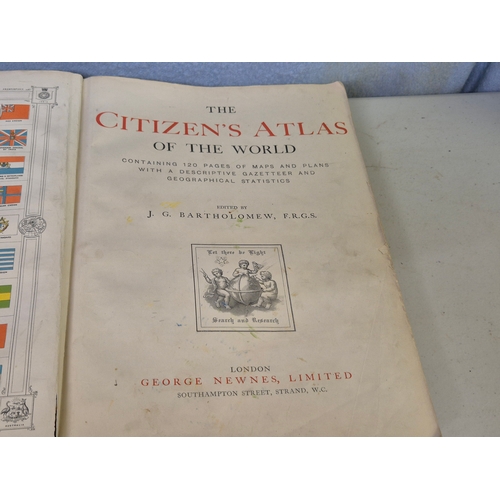 THE
CITIZEN'S ATLAS
OF THE WORLD
CONTAINING 120 PAGES OF MAPS AND PLANS
WITH A DESCRIPTIVE GAZETTEER AND
GEOGRAPHICAL STATISTICS
EDITED BY
J. G. BARTHOLOMEW, F.R.G.S.
Let there be Light
Search and Research
LONDON
GEORGE NEWNES, LIMITED
SOUTHAMPTON STREET, STRAND, W.C.
AUSTRALIA